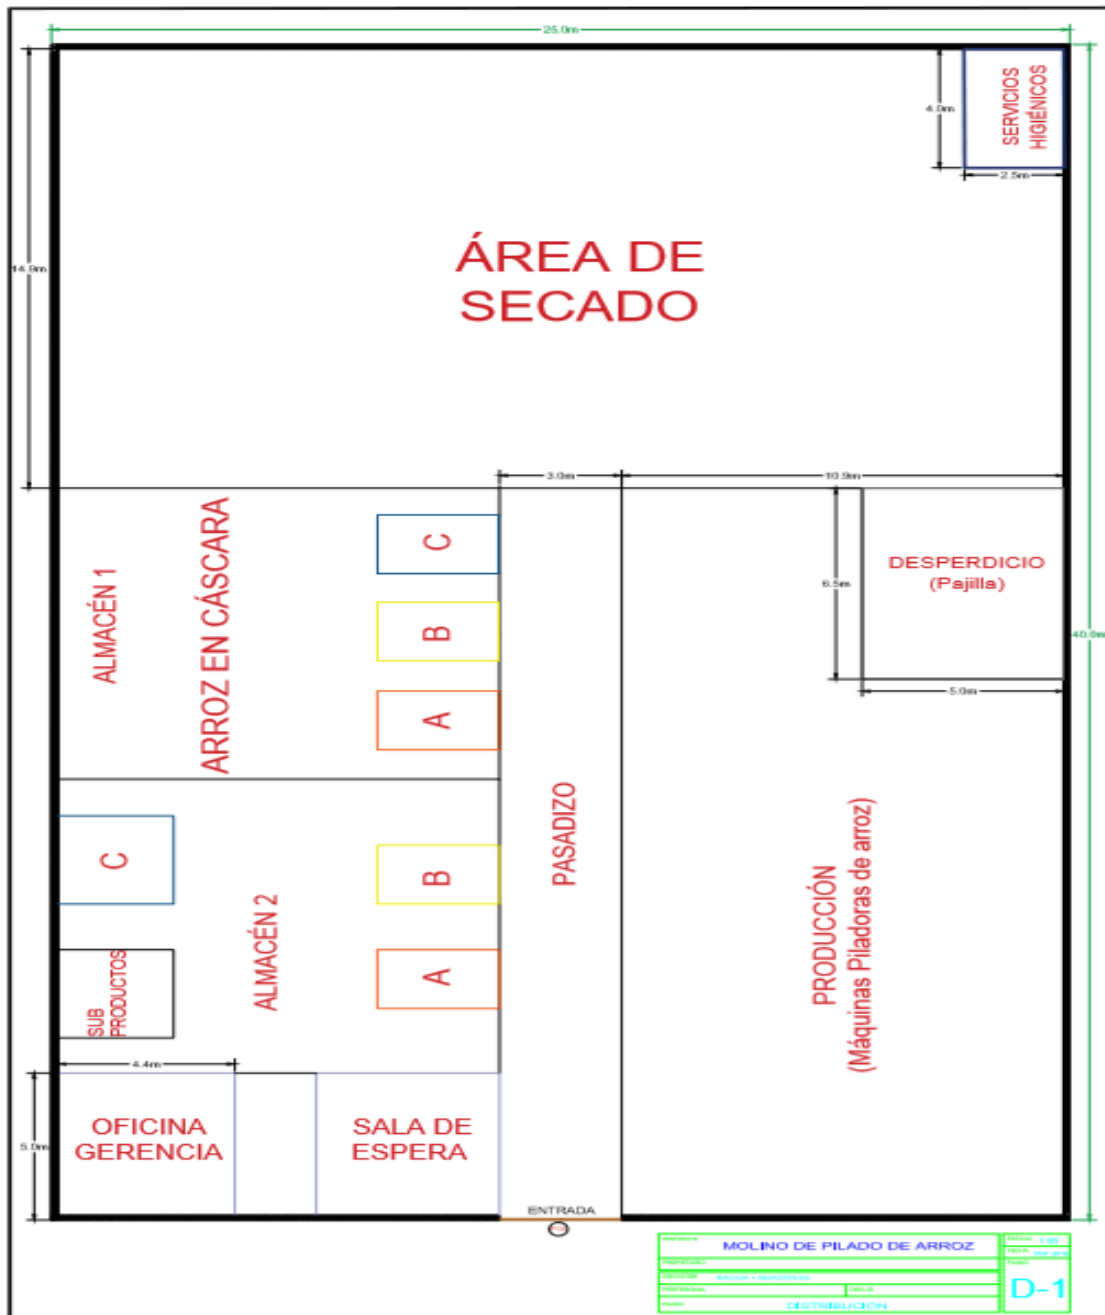 25.0m
4.0m
SERVICIOS
HIGIÉNICOS
2.5m
ÁREA DE
SECADO
14.9m
3.0m
10.9m
ALMACÉN 1
ARROZ EN CÁSCARA
C
B
A
6.5m
DESPERDICIO
(Pajilla)
5.0m
40.0m
PASADIZO
C
B
A
SUB
PRODUCTOS
ALMACÉN 2
PRODUCCIÓN
(Máquinas Piladoras de arroz)
4.4m
5.0m
OFICINA
GERENCIA
SALA DE
ESPERA
ENTRADA
MOLINO DE PILADO DE ARROZ
D-1
DISTRIBUCIÓN